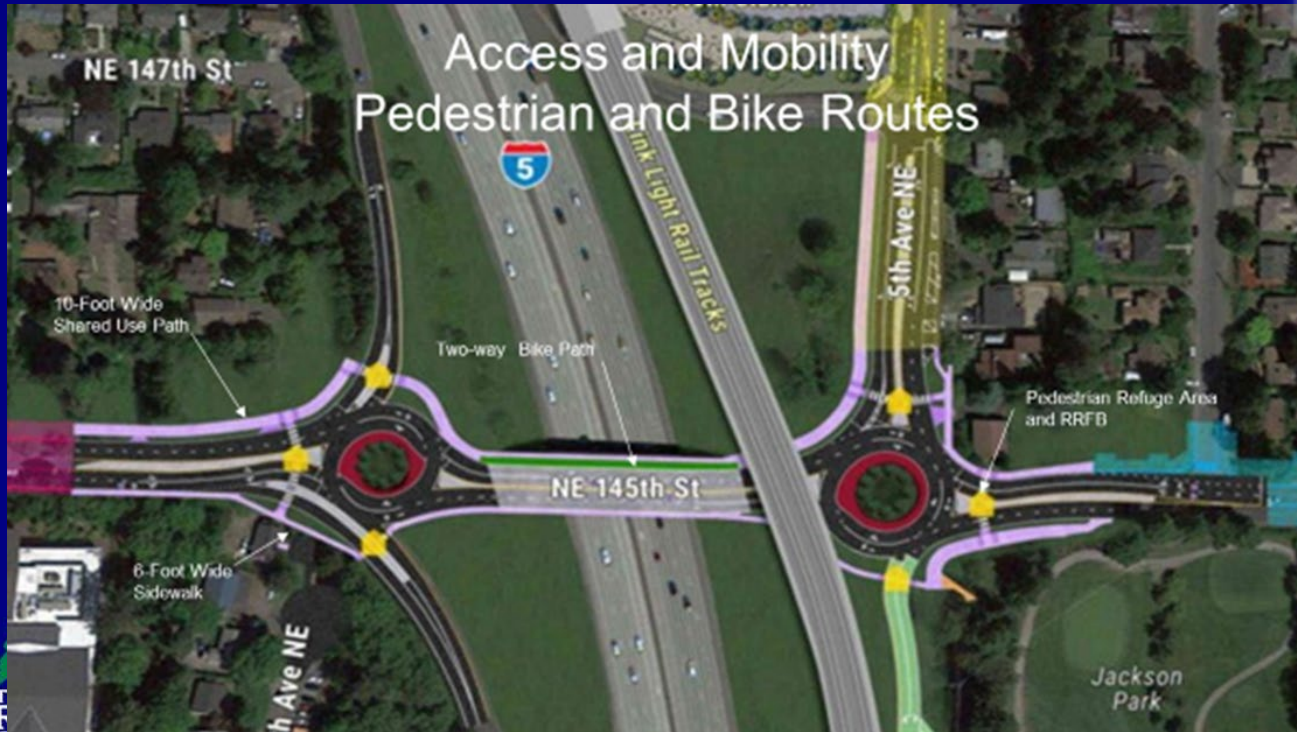 Access and Mobility
Pedestrian and Bike Routes
NE 147th St
5
Link Light Rail Tracks
5th Ave NE
10-Foot Wide
Shared Use Path
Two-way Bike Path
Pedestrian Refuge Area
and RRFB
NE 145th St
6-Foot Wide
Sidewalk
h Ave NE
Jackson
Park